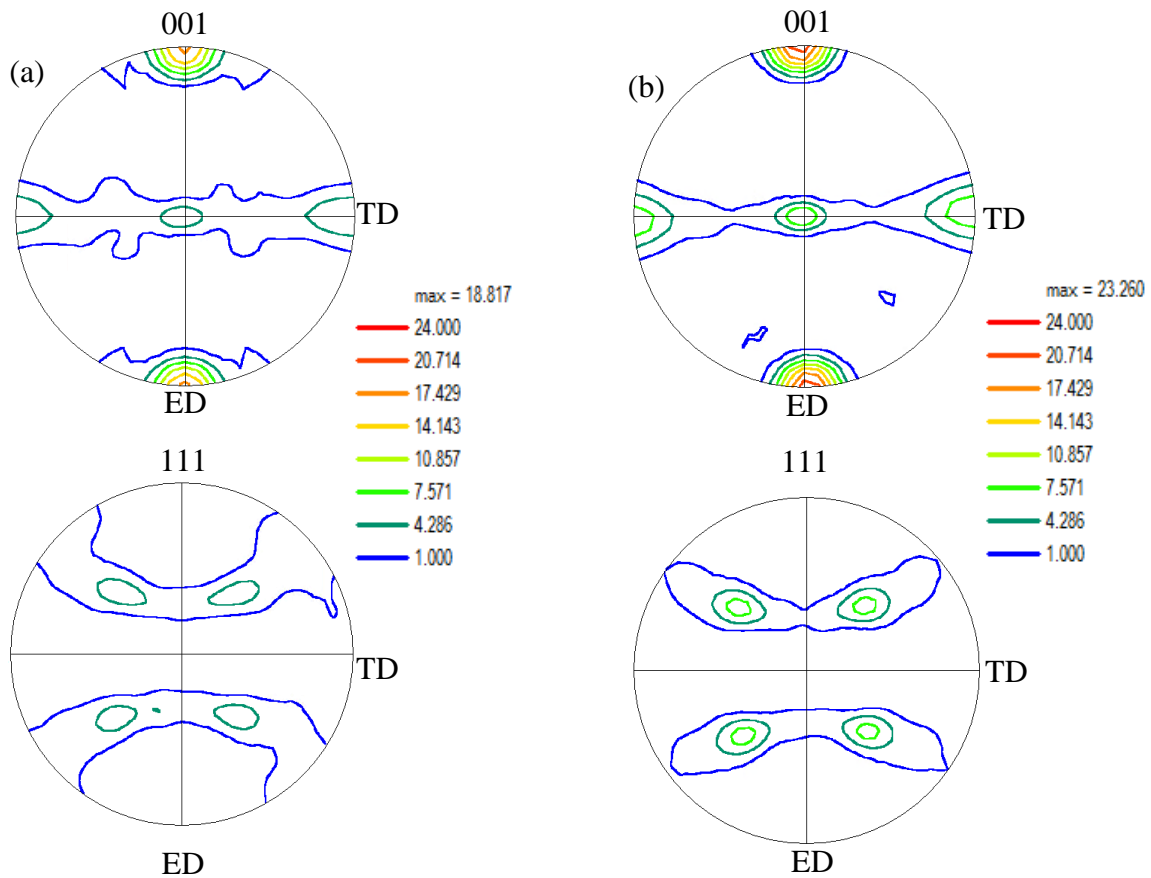 001
(a)
TD
ED
max = 18.817
24.000
20.714
17.429
14.143
10.857
7.571
4.286
1.000
111
TD
ED
001
(b)
TD
ED
max = 23.260
24.000
20.714
17.429
14.143
10.857
7.571
4.286
1.000
111
TD
ED